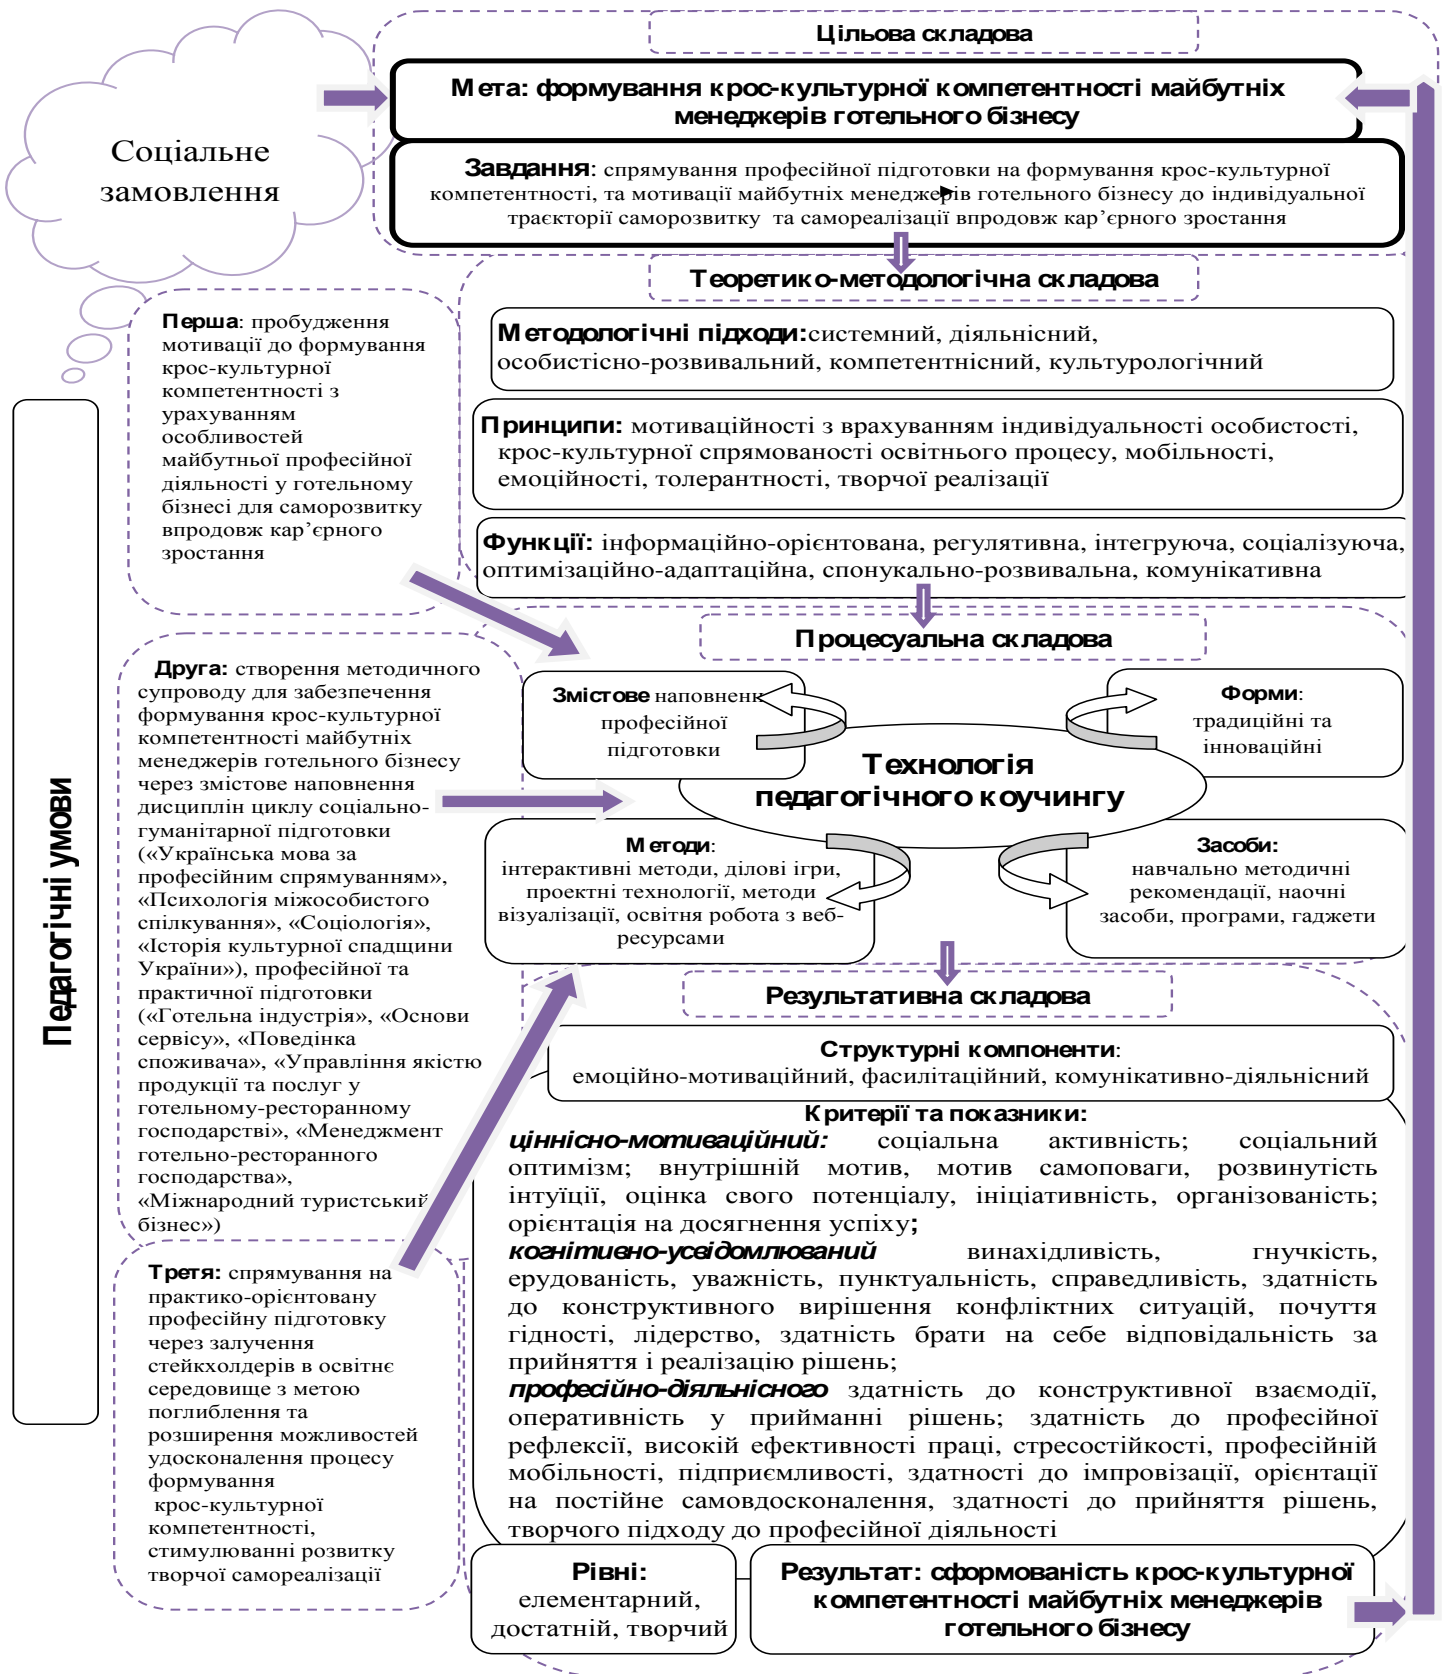 Цільова складова
Мета: формування крос-культурної компетентності майбутніх
менеджерів готельного бізнесу
Соціальне
замовлення
Завдання: спрямування професійної підготовки на формування крос-культурної
компетентності, та мотивації майбутніх менеджерів готельного бізнесу до індивідуальної
траєкторії саморозвитку та самореалізації впродовж кар’єрного зростання
Теоретико-методологічна складова
Методологічні підходи:системний, діяльнісний,
особистісно-розвивальний, компетентнісний, культурологічний
Принципи: мотиваційності з врахуванням індивідуальності особистості,
крос-культурної спрямованості освітнього процесу, мобільності,
емоційності, толерантності, творчої реалізації
Функції: інформаційно-орієнтована, регулятивна, інтегруюча, соціалізуюча,
оптимізаційно-адаптаційна, спонукально-розвивальна, комунікативна
Педагогічні умови
Перша: пробудження
мотивації до формування
крос-культурної
компетентності з
урахуванням
особливостей
майбутньої професійної
діяльності у готельному
бізнесі для саморозвитку
впродовж кар’єрного
зростання
Друга: створення методичного
супроводу для забезпечення
формування крос-культурної
компетентності майбутніх
менеджерів готельного бізнесу
через змістове наповнення
дисциплін циклу соціально-
гуманітарної підготовки
(«Українська мова за
професійним спрямуванням»,
«Психологія міжособистого
спілкування», «Соціологія»,
«Історія культурної спадщини
України»), професійної та
практичної підготовки
(«Готельна індустрія», «Основи
сервісу», «Поведінка
споживача», «Управління якістю
продукції та послуг у
готельному-ресторанному
господарстві», «Менеджмент
готельно-ресторанного
господарства»,
«Міжнародний туристський
бізнес»)
Третя: спрямування на
практико-орієнтовану
професійну підготовку
через залучення
стейкхолдерів в освітнє
середовище з метою
поглиблення та
розширення можливостей
удосконалення процесу
формування
крос-культурної
компетентності,
стимулюванні розвитку
творчої самореалізації
Процесуальна складова
Змістове наповнен
професійної
підготовки
Форми:
традиційні та
інноваційні
Технологія
педагогічного коучингу
Методи:
інтерактивні методи, ділові ігри,
проектні технології, методи
візуалізації, освітня робота з веб-
ресурсами
Засоби:
навчально методичні
рекомендації, наочні
засоби, програми, гаджети
Результативна складова
Структурні компоненти:
емоційно-мотиваційний, фасилітаційний, комунікативно-діяльнісний
Критерії та показники:
ціннісно-мотиваційний: соціальна активність; соціальний
оптимізм; внутрішній мотив, мотив самоповаги, розвинутість
інтуїції, оцінка свого потенціалу, ініціативність, організованість;
орієнтація на досягнення успіху;
когнітивно-усвідомлюваний винахідливість, гнучкість,
ерудованість, уважність, пунктуальність, справедливість, здатність
до конструктивного вирішення конфліктних ситуацій, почуття
гідності, лідерство, здатність брати на себе відповідальність за
прийняття і реалізацію рішень;
професійно-діяльнісного здатність до конструктивної взаємодії,
оперативність у прийманні рішень; здатність до професійної
рефлексії, високій ефективності праці, стресостійкості, професійній
мобільності, підприємливості, здатності до імпровізації, орієнтації
на постійне самовдосконалення, здатності до прийняття рішень,
творчого підходу до професійної діяльності
Рівні:
елементарний,
достатній, творчий
Результат: сформованість крос-культурної
компетентності майбутніх менеджерів
готельного бізнесу